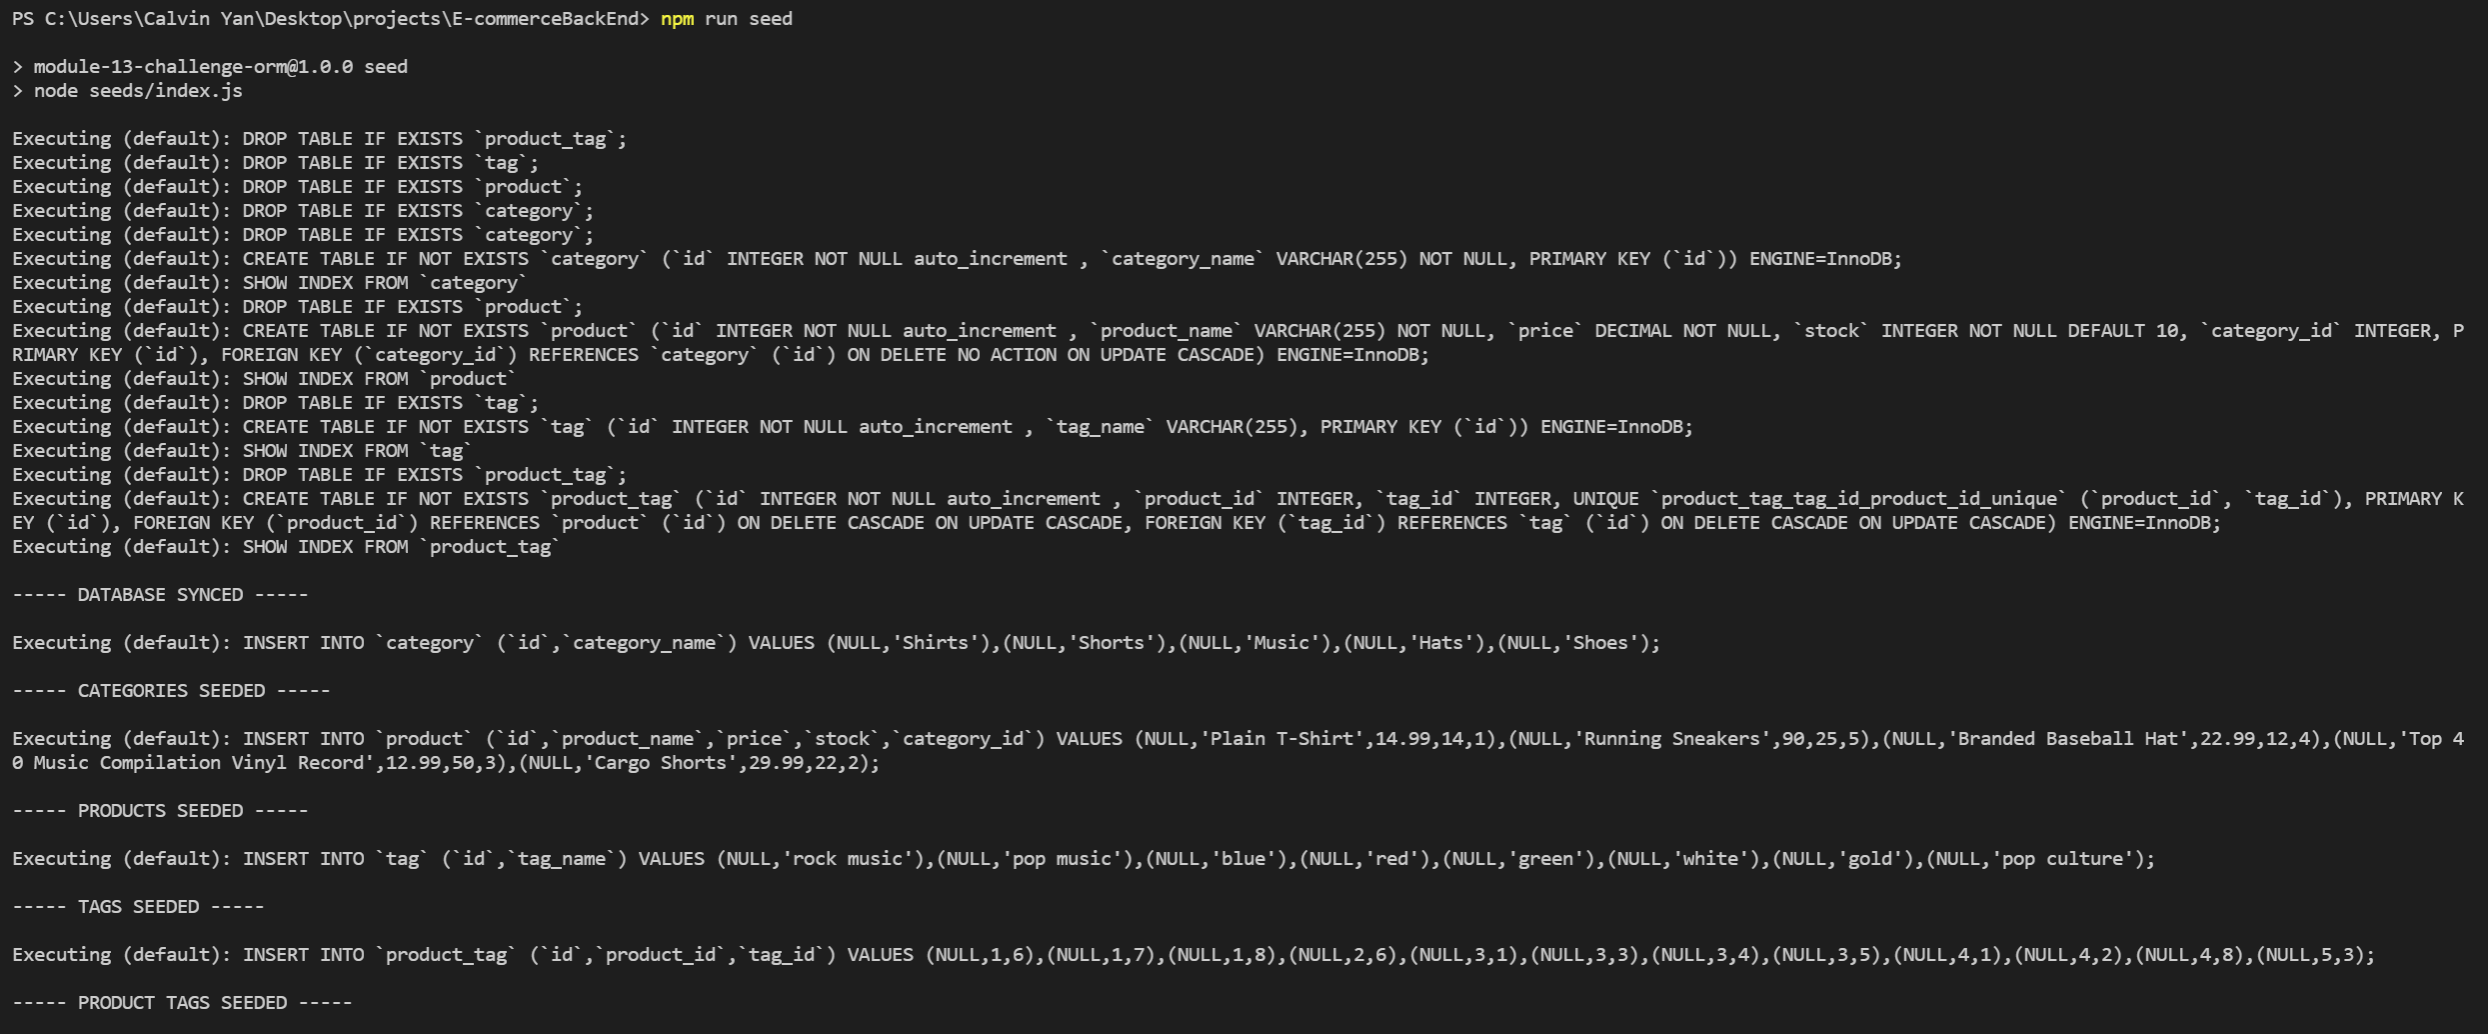 PS C:\Users\Calvin Yan\Desktop\projects\E-commerceBackEnd> npm run seed
> module-13-challenge-orm@1.0.0 seed
> node seeds/index.js
Executing (default): DROP TABLE IF EXISTS `product_tag`;
Executing (default): DROP TABLE IF EXISTS `tag`;
Executing (default): DROP TABLE IF EXISTS `product`;
Executing (default): DROP TABLE IF EXISTS `category`;
Executing (default): DROP TABLE IF EXISTS `category`;
Executing (default): CREATE TABLE IF NOT EXISTS `category` (`id` INTEGER NOT NULL auto_increment , `category_name` VARCHAR(255) NOT NULL, PRIMARY KEY (`id`)) ENGINE=InnoDB;
Executing (default): SHOW INDEX FROM `category`
Executing (default): DROP TABLE IF EXISTS `product`;
Executing (default): CREATE TABLE IF NOT EXISTS `product` (`id` INTEGER NOT NULL auto_increment , `product_name` VARCHAR(255) NOT NULL, `price` DECIMAL NOT NULL, `stock` INTEGER NOT NULL DEFAULT 10, `category_id` INTEGER, P
RIMARY KEY (`id`), FOREIGN KEY (`category_id`) REFERENCES `category` (`id`) ON DELETE NO ACTION ON UPDATE CASCADE) ENGINE=InnoDB;
Executing (default): SHOW INDEX FROM `product`
Executing (default): DROP TABLE IF EXISTS `tag`;
Executing (default): CREATE TABLE IF NOT EXISTS `tag` (`id` INTEGER NOT NULL auto_increment , `tag_name` VARCHAR(255), PRIMARY KEY (`id`)) ENGINE=InnoDB;
Executing (default): SHOW INDEX FROM `tag`
Executing (default): DROP TABLE IF EXISTS `product_tag`;
Executing (default): CREATE TABLE IF NOT EXISTS `product_tag` (`id` INTEGER NOT NULL auto_increment , `product_id` INTEGER, `tag_id` INTEGER, UNIQUE `product_tag_tag_id_product_id_unique` (`product_id`, `tag_id`), PRIMARY K
EY (`id`), FOREIGN KEY (`product_id`) REFERENCES `product` (`id`) ON DELETE CASCADE ON UPDATE CASCADE, FOREIGN KEY (`tag_id`) REFERENCES `tag` (`id`) ON DELETE CASCADE ON UPDATE CASCADE) ENGINE=InnoDB;
Executing (default): SHOW INDEX FROM `product_tag`
----- DATABASE SYNCED -----
Executing (default): INSERT INTO `category` (`id`,`category_name`) VALUES (NULL,'Shirts'),(NULL,'Shorts'),(NULL,'Music'),(NULL,'Hats'),(NULL,'Shoes');
----- CATEGORIES SEEDED -----
Executing (default): INSERT INTO `product` (`id`,`product_name`,`price`,`stock`,`category_id`) VALUES (NULL,'Plain T-Shirt',14.99,14,1),(NULL,'Running Sneakers',90,25,5),(NULL,'Branded Baseball Hat',22.99,12,4),(NULL,'Top 4
0 Music Compilation Vinyl Record',12.99,50,3),(NULL,'Cargo Shorts',29.99,22,2);
----- PRODUCTS SEEDED -----
Executing (default): INSERT INTO `tag` (`id`,`tag_name`) VALUES (NULL,'rock music'),(NULL,'pop music'),(NULL,'blue'),(NULL,'red'),(NULL,'green'),(NULL,'white'),(NULL,'gold'),(NULL,'pop culture');
----- TAGS SEEDED -----
Executing (default): INSERT INTO `product_tag` (`id`,`product_id`,`tag_id`) VALUES (NULL,1,6),(NULL,1,7),(NULL,1,8),(NULL,2,6),(NULL,3,1),(NULL,3,3),(NULL,3,4),(NULL,3,5),(NULL,4,1),(NULL,4,2),(NULL,4,8),(NULL,5,3);
----- PRODUCT TAGS SEEDED -----